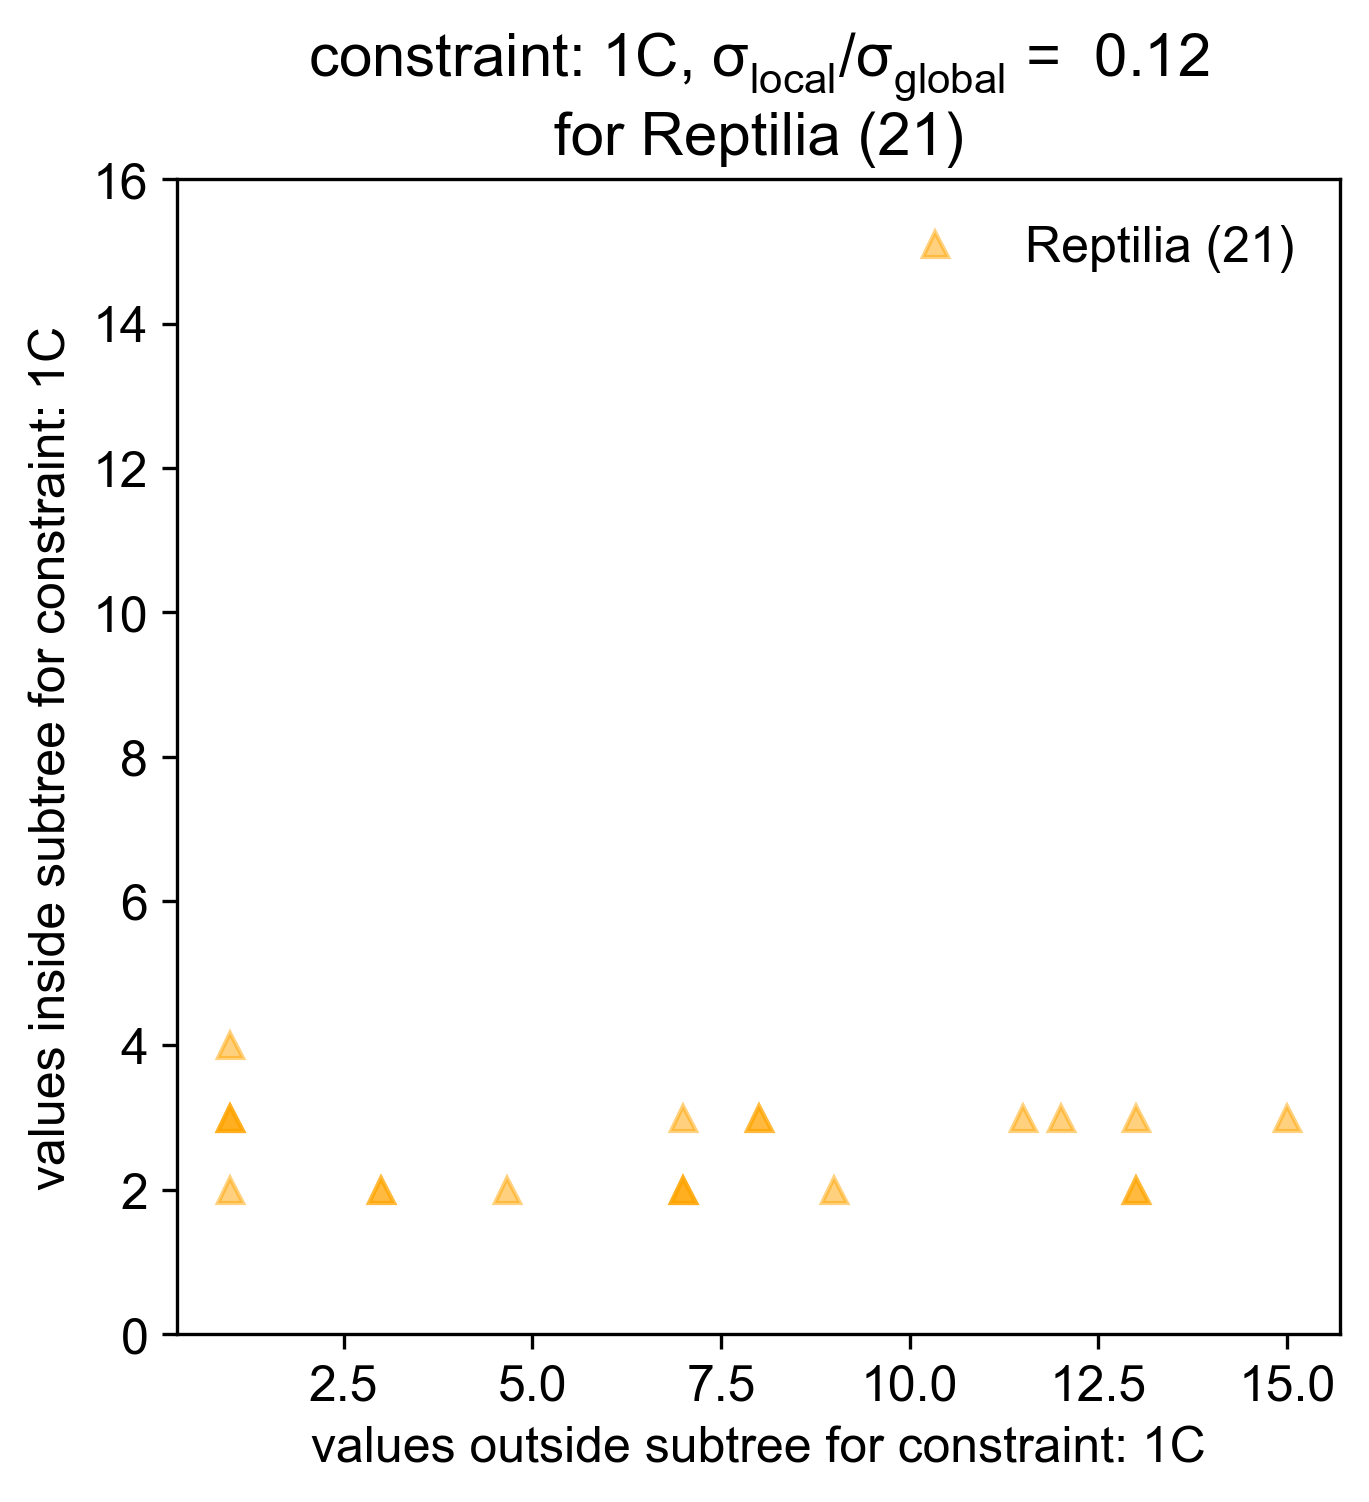 constraint: 1C, σlocal/σglobal = 0.12
for Reptilia (21)
Reptilia (21)
16
14
12
10
8
6
4
2
0
values inside subtree for constraint: 1C
2.5 5.0 7.5 10.0 12.5 15.0
values outside subtree for constraint: 1C